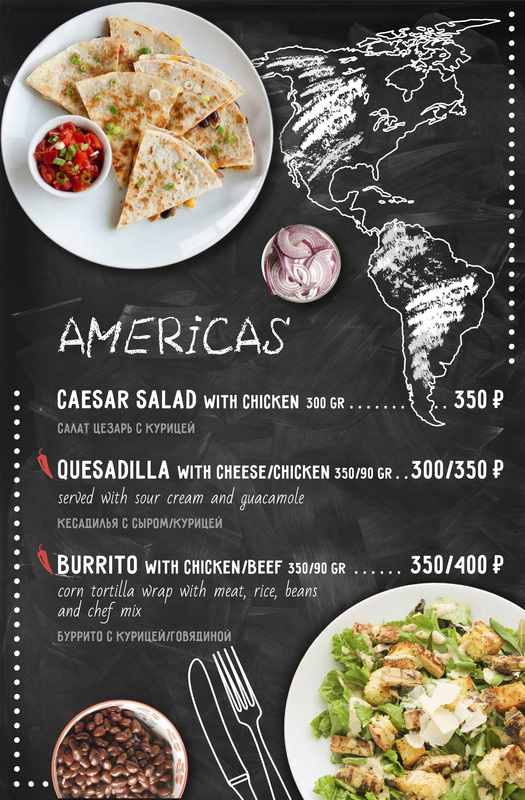 AMERiCAS
CAESAR SALAD WITH CHICKEN 300 GR ....... 350 ₽
САЛАТ ЦЕЗАРЬ С КУРИЦЕЙ
QUESADILLA WITH CHEESE/CHICKEN 350/90 GR .. 300/350 ₽
served with sour cream and guacamole
КЕСАДИЛЬЯ С СЫРОМ/КУРИЦЕЙ
BURRITO WITH CHICKEN/BEEF 350/90 GR ...... 350/400 ₽
corn tortilla wrap with meat, rice, beans
and chef mix
БУРРИТО С КУРИЦЕЙ/ГОВЯДИНОЙ